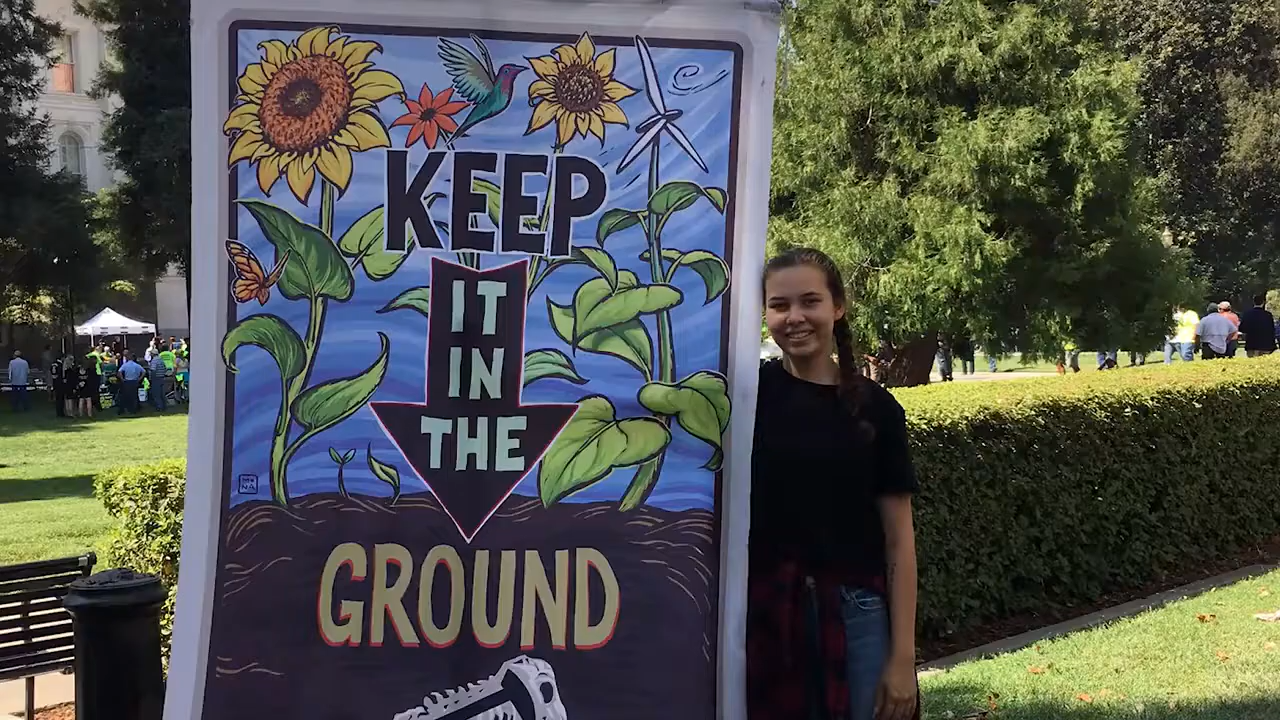 KEEP
IT
IN
THE
GROUND